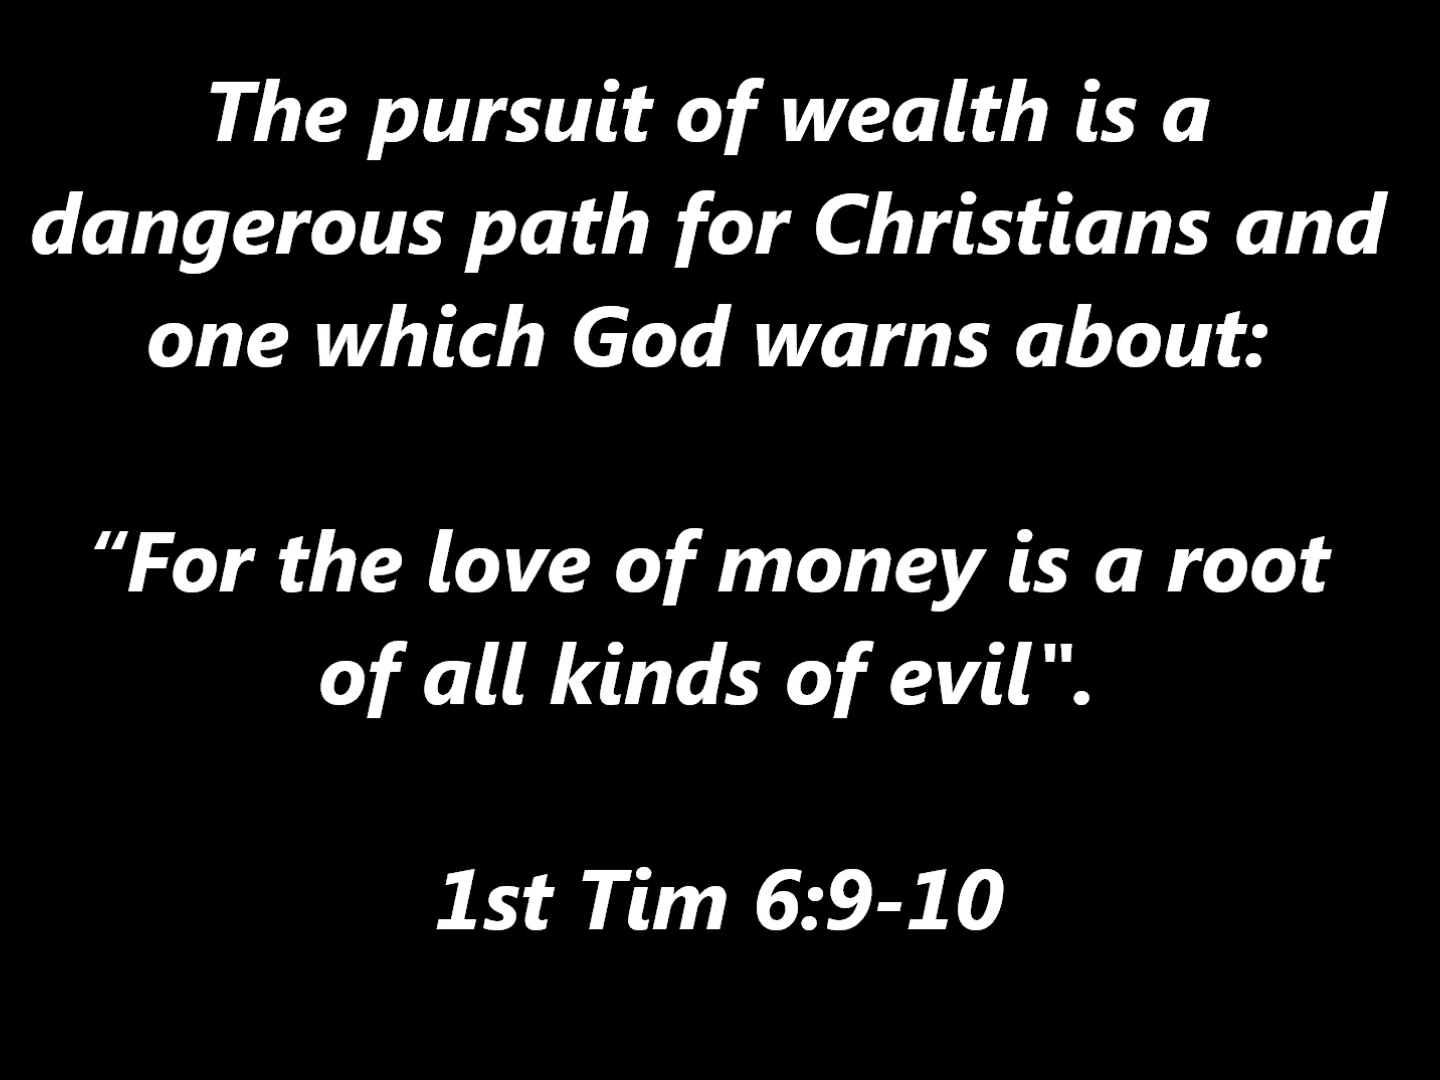 The pursuit of wealth is a
dangerous path for Christians and
one which God warns about:
“For the love of money is a root
of all kinds of evil".
1st Tim 6:9-10